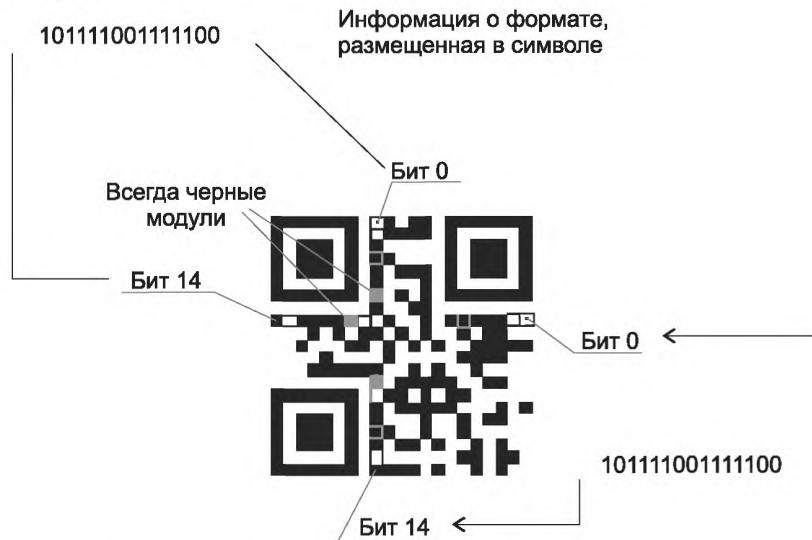 101111001111100
Информация о формате,
размещенная в символе
Бит 0
Всегда черные
модули
Бит 14
Бит 0
101111001111100
Бит 14